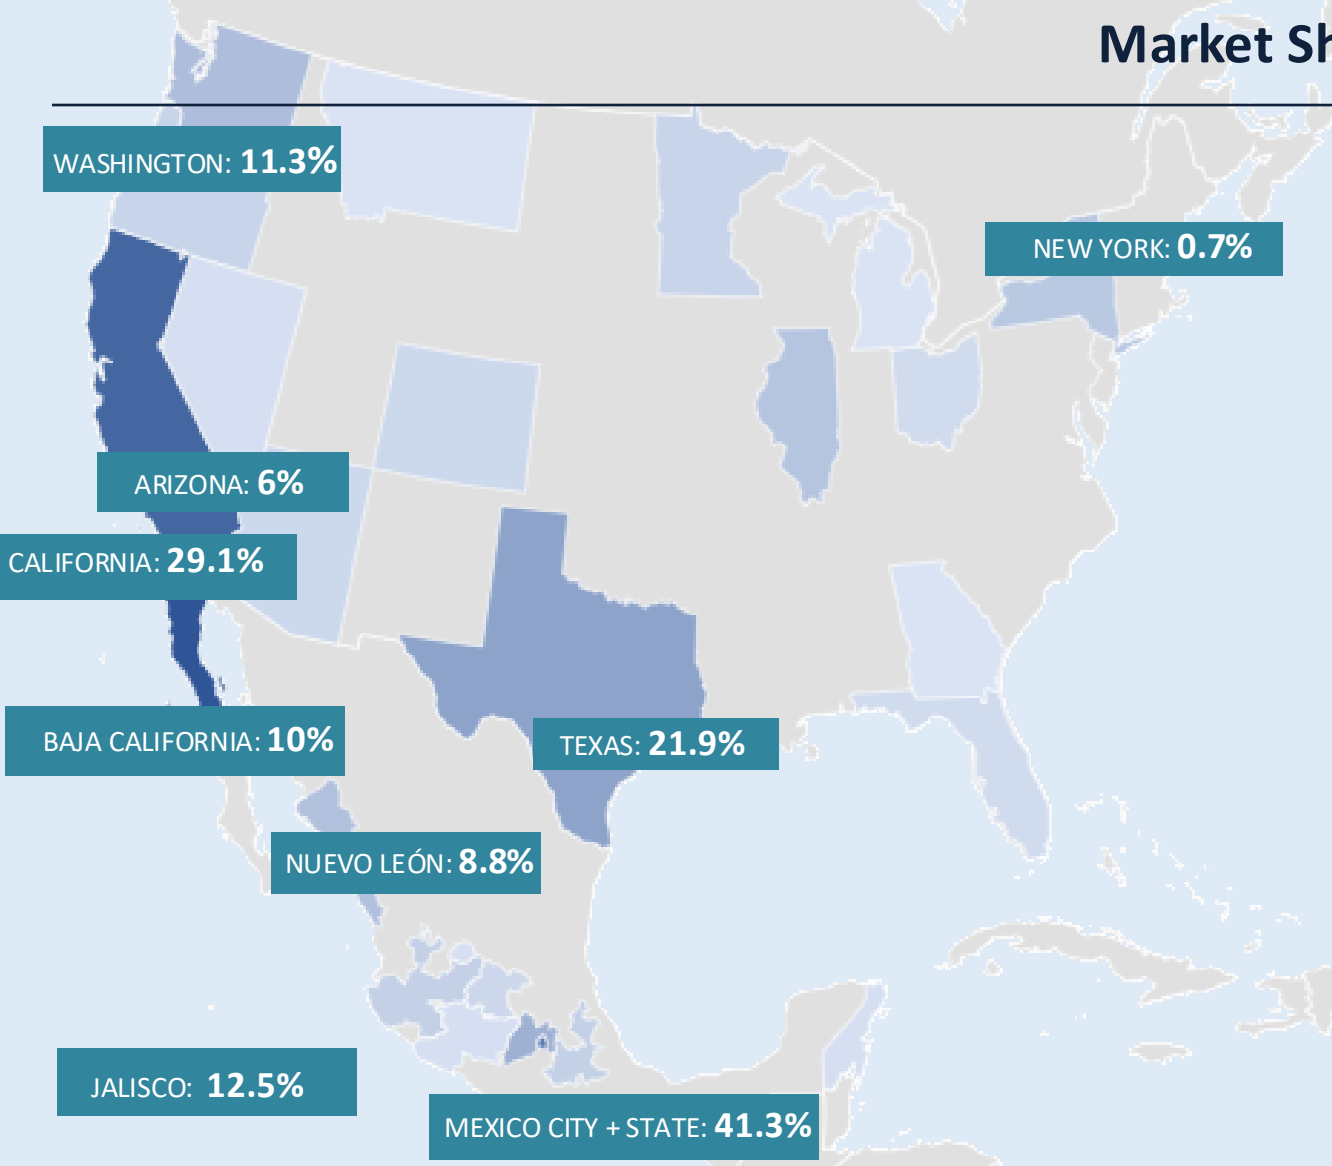 Market Sh
WASHINGTON: 11.3%
NEW YORK: 0.7%
ARIZONA: 6%
CALIFORNIA: 29.1%
BAJA CALIFORNIA: 10%
TEXAS: 21.9%
NUEVO LEÓN: 8.8%
JALISCO: 12.5%
MEXICO CITY + STATE: 41.3%